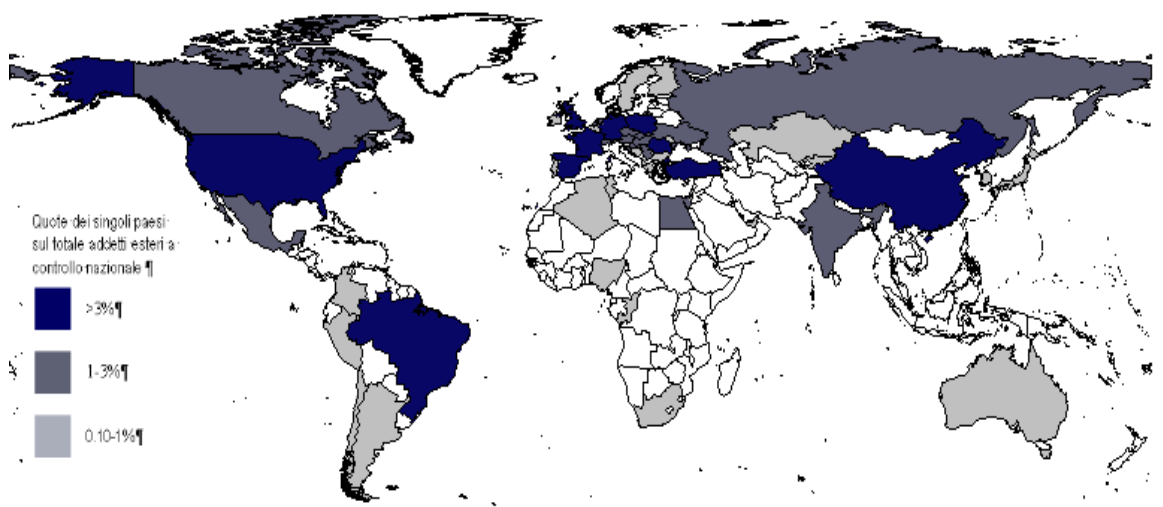 Quote·dei·singoli·paesi·
sul·totale·addetti·esteri·a·
controllo·nazionale·¶
>3%¶
1-3%¶
0.10-1%¶